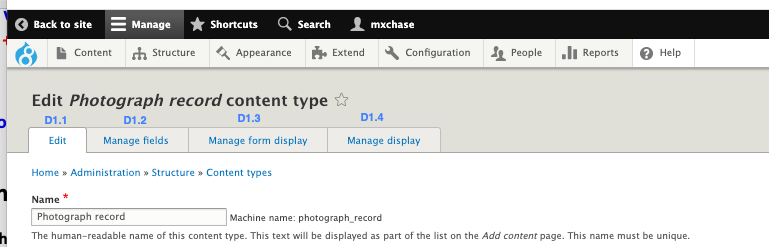 Back to site Manage Shortcuts Search mxchase
Content Structure Appearance Extend Configuration People Reports Help
Edit Photograph record content type
D1.1 D1.2 D1.3 D1.4
Edit Manage fields Manage form display Manage display
Home » Administration » Structure » Content types
Name *
Photograph record Machine name: photograph_record
The human-readable name of this content type. This text will be displayed as part of the list on the Add content page. This name must be unique.